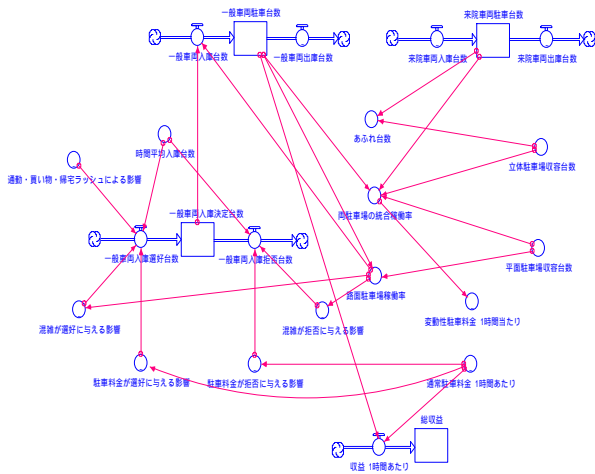 一般車両駐車台数
来院車両駐車台数
一般車両入庫台数
一般車両出庫台数
来院車両入庫台数
来院車両出庫台数
あふれ台数
時間平均入庫台数
立体駐車場収容台数
通勤・買い物・帰宅ラッシュによる影響
一般車両入庫決定台数
両駐車場の統合稼働率
一般車両入庫選好台数
一般車両入庫拒否台数
平面駐車場収容台数
路面駐車場稼働率
混雑が選好に与える影響
混雑が拒否に与える影響
変動性駐車料金 1時間当たり
駐車料金が選好に与える影響
駐車料金が拒否に与える影響
通常駐車料金 1時間あたり
総収益
収益 1時間あたり